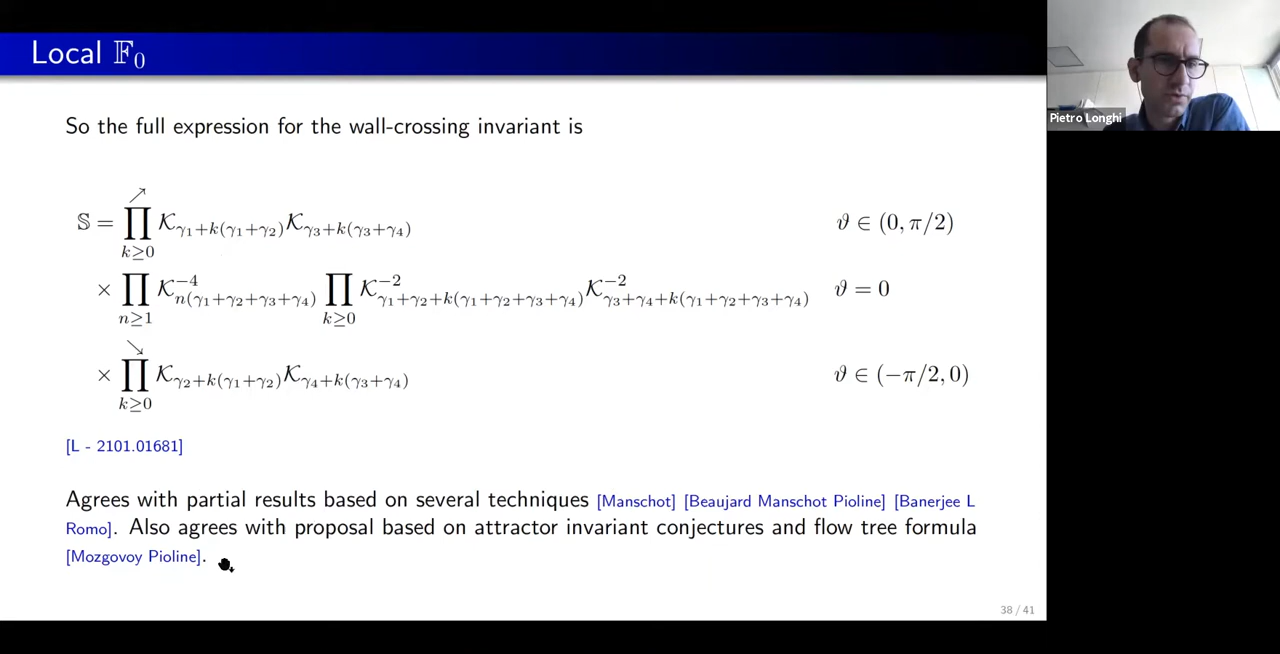 Local 𝔽₀
Pietro Longhi
So the full expression for the wall-crossing invariant is
𝕊 = ∏^{↗}_{k≥0} 𝒦_{γ₁+k(γ₁+γ₂)} 𝒦_{γ₃+k(γ₃+γ₄)} ϑ ∈ (0, π/2)
× ∏_{n≥1} 𝒦^{−4}_{n(γ₁+γ₂+γ₃+γ₄)} ∏_{k≥0} 𝒦^{−2}_{γ₁+γ₂+k(γ₁+γ₂+γ₃+γ₄)} 𝒦^{−2}_{γ₃+γ₄+k(γ₁+γ₂+γ₃+γ₄)} ϑ = 0
× ∏^{↘}_{k≥0} 𝒦_{γ₂+k(γ₁+γ₂)} 𝒦_{γ₄+k(γ₃+γ₄)} ϑ ∈ (−π/2, 0)
[L - 2101.01681]
Agrees with partial results based on several techniques [Manschot] [Beaujard Manschot Pioline] [Banerjee L
Romo]. Also agrees with proposal based on attractor invariant conjectures and flow tree formula
[Mozgovoy Pioline].
38 / 41